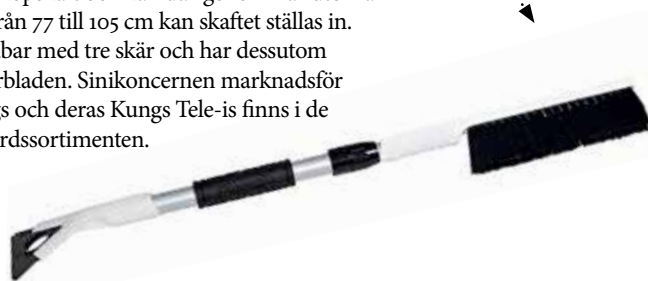 rån 77 till 105 cm kan skaftet ställas in.
bar med tre skär och har dessutom
rbladen. Sinikoncernen marknadsför
s och deras Kungs Tele-is finns i de
rdssortimenten.